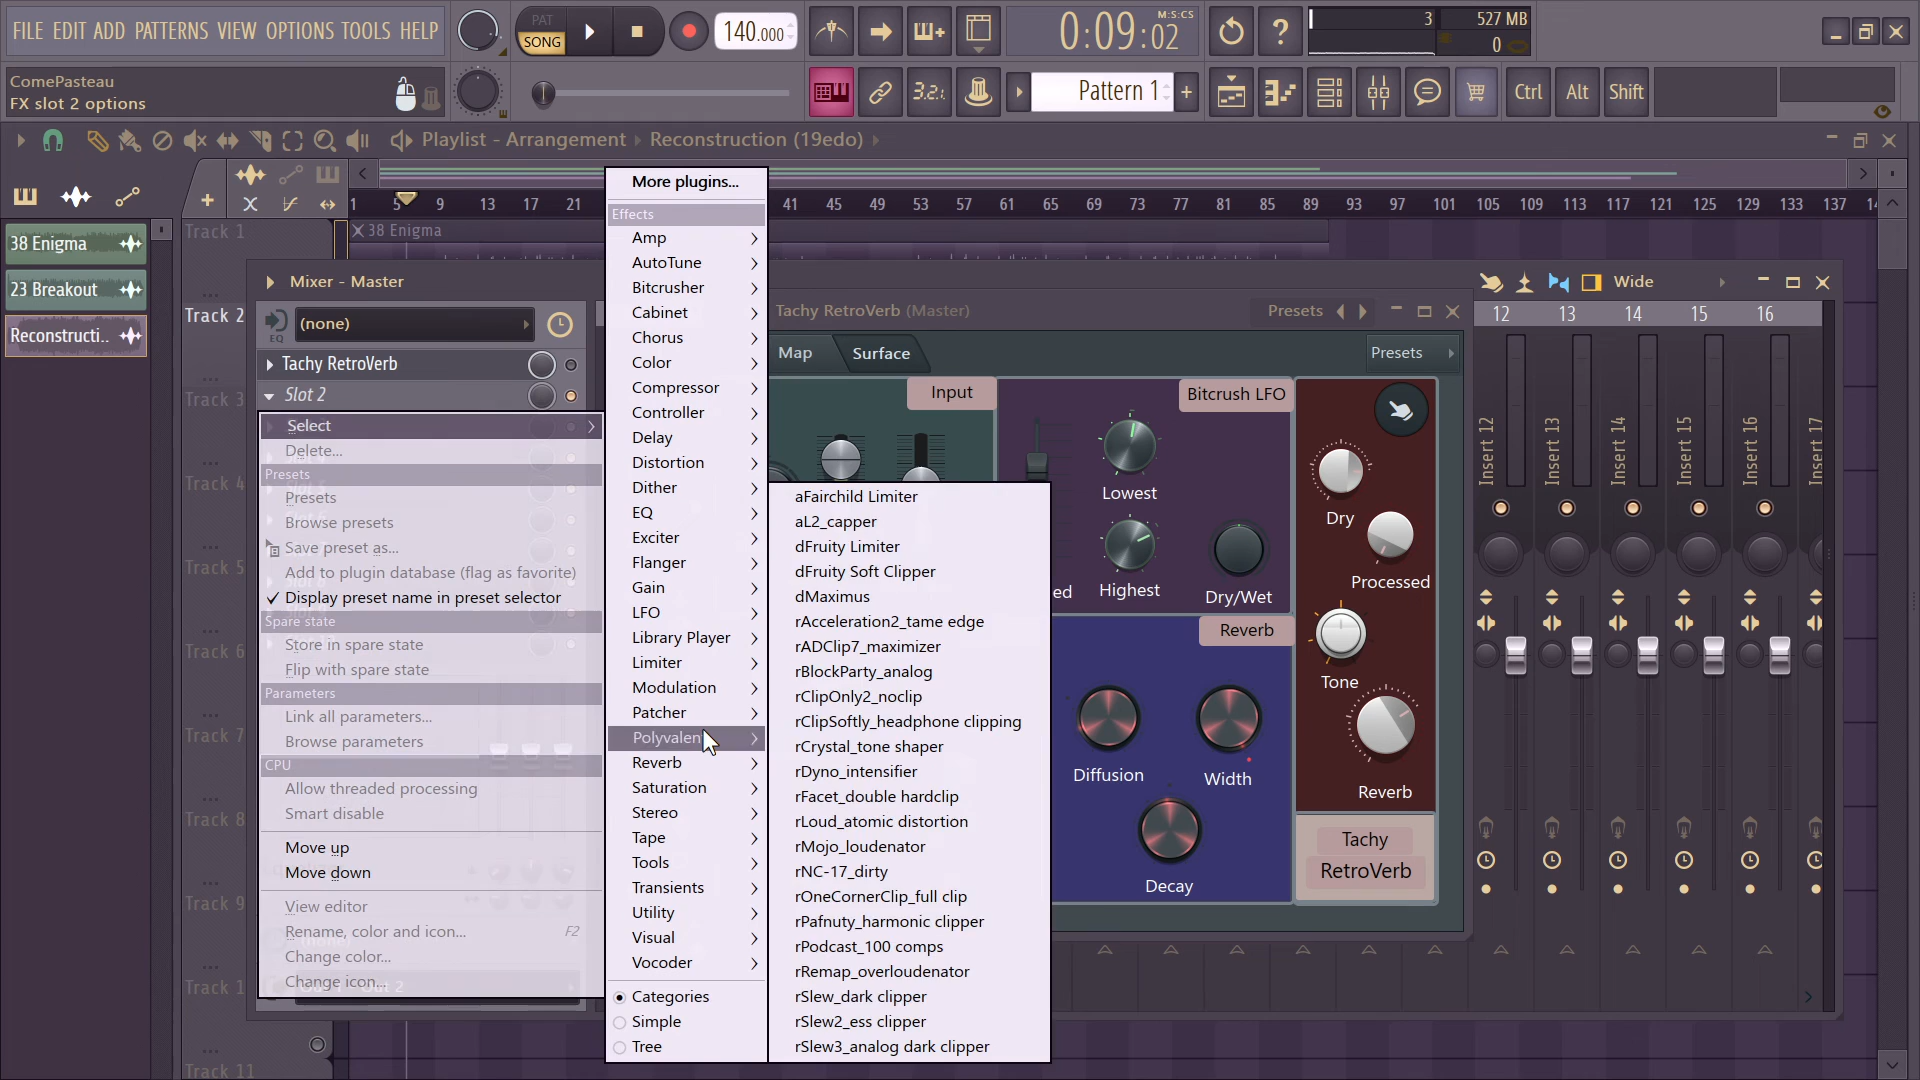 FILE EDIT ADD PATTERNS VIEW OPTIONS TOOLS HELP
PAT
SONG
140.000
0:09:02
M:S:CS
3
527 MB
0
ComePasteau
FX slot 2 options
3.2.
Pattern 1
Ctrl
Alt
Shift
Playlist - Arrangement
Reconstruction (19edo)
1 5 9 13 17 21
41 45 49 53 57 61 65 69 73 77 81 85 89 93 97 101 105 109 113 121 125 129 133 137
38 Enigma
23 Breakout
Reconstructi..
Track 1
38 Enigma
Track 2
Track 3
Track 4
Track 5
Track 6
Track 7
Track 8
Track 9
Track 1
Track 11
Mixer - Master
(none)
EQ
Tachy RetroVerb
Slot 2
Select
Delete...
Presets
Presets
Browse presets
Save preset as...
Add to plugin database (flag as favorite)
Display preset name in preset selector
Spare state
Store in spare state
Flip with spare state
Parameters
Link all parameters...
Browse parameters
CPU
Allow threaded processing
Smart disable
Move up
Move down
View editor
Rename, color and icon... F2
Change color...
Change icon...
More plugins...
Effects
Amp
AutoTune
Bitcrusher
Cabinet
Chorus
Color
Compressor
Controller
Delay
Distortion
Dither
EQ
Exciter
Flanger
Gain
LFO
Library Player
Limiter
Modulation
Patcher
Polyvalen
Reverb
Saturation
Stereo
Tape
Tools
Transients
Utility
Visual
Vocoder
Categories
Simple
Tree
aFairchild Limiter
aL2_capper
dFruity Limiter
dFruity Soft Clipper
dMaximus
rAcceleration2_tame edge
rADClip7_maximizer
rBlockParty_analog
rClipOnly2_noclip
rClipSoftly_headphone clipping
rCrystal_tone shaper
rDyno_intensifier
rFacet_double hardclip
rLoud_atomic distortion
rMojo_loudenator
rNC-17_dirty
rOneCornerClip_full clip
rPafnuty_harmonic clipper
rPodcast_100 comps
rRemap_overloudenator
rSlew_dark clipper
rSlew2_ess clipper
rSlew3_analog dark clipper
Tachy RetroVerb (Master)
Presets
Map
Surface
Presets
Input
Bitcrush LFO
Lowest
Highest
ed
Dry/Wet
Reverb
Diffusion
Width
Decay
Dry
Processed
Tone
Reverb
Tachy
RetroVerb
Wide
12 13 14 15 16
Insert 12
Insert 13
Insert 14
Insert 15
Insert 16
Insert 17